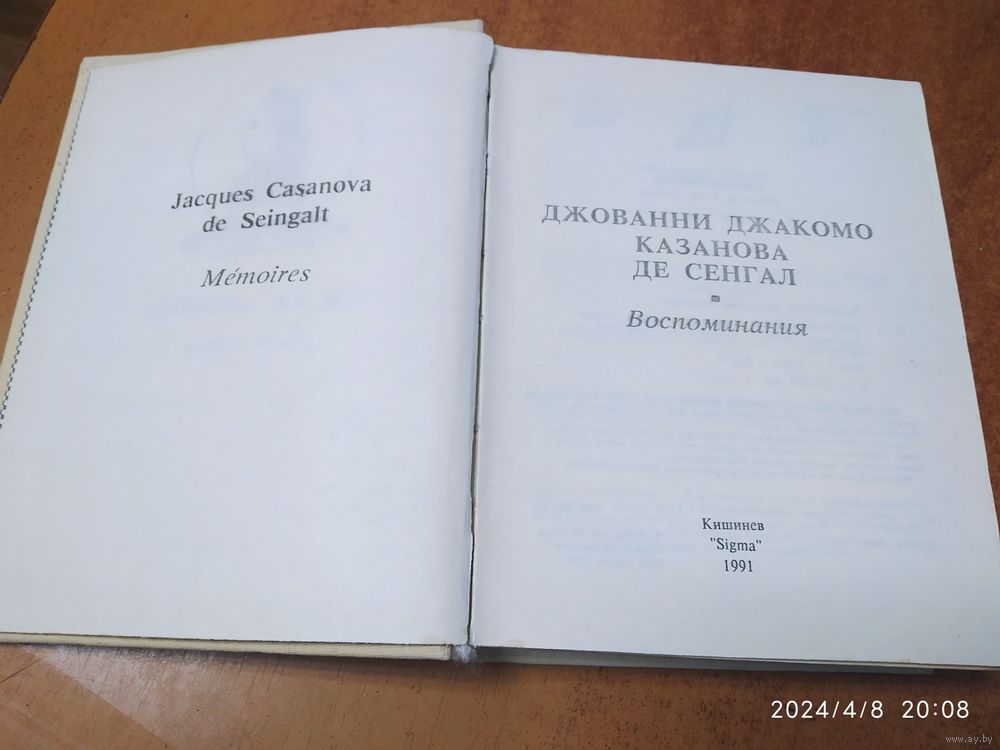 Jacques Casanova
de Seingalt
Mémoires
ДЖОВАННИ ДЖАКОМО
КАЗАНОВА
ДЕ СЕНГАЛ
Воспоминания
Кишинев
"Sigma"
1991
2024/4/8 20:08
www.ay.by